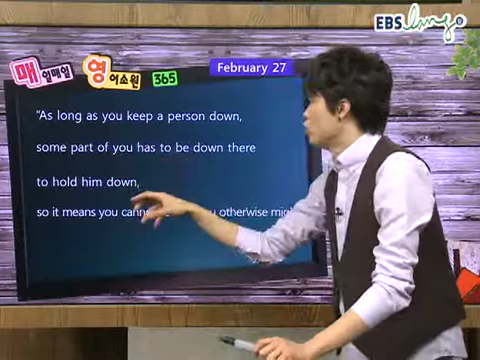 EBS lang
매일매일 영어소원 365
February 27
"As long as you keep a person down,
some part of you has to be down there
to hold him down,
so it means you otherwise